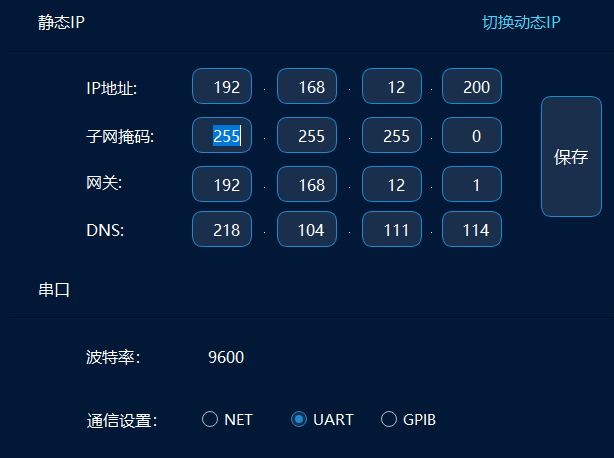 静态IP 切换动态IP
IP地址: 192 . 168 . 12 . 200
子网掩码: 255 . 255 . 255 . 0
保存
网关: 192 . 168 . 12 . 1
DNS: 218 . 104 . 111 . 114
串口
波特率: 9600
通信设置: NET UART GPIB